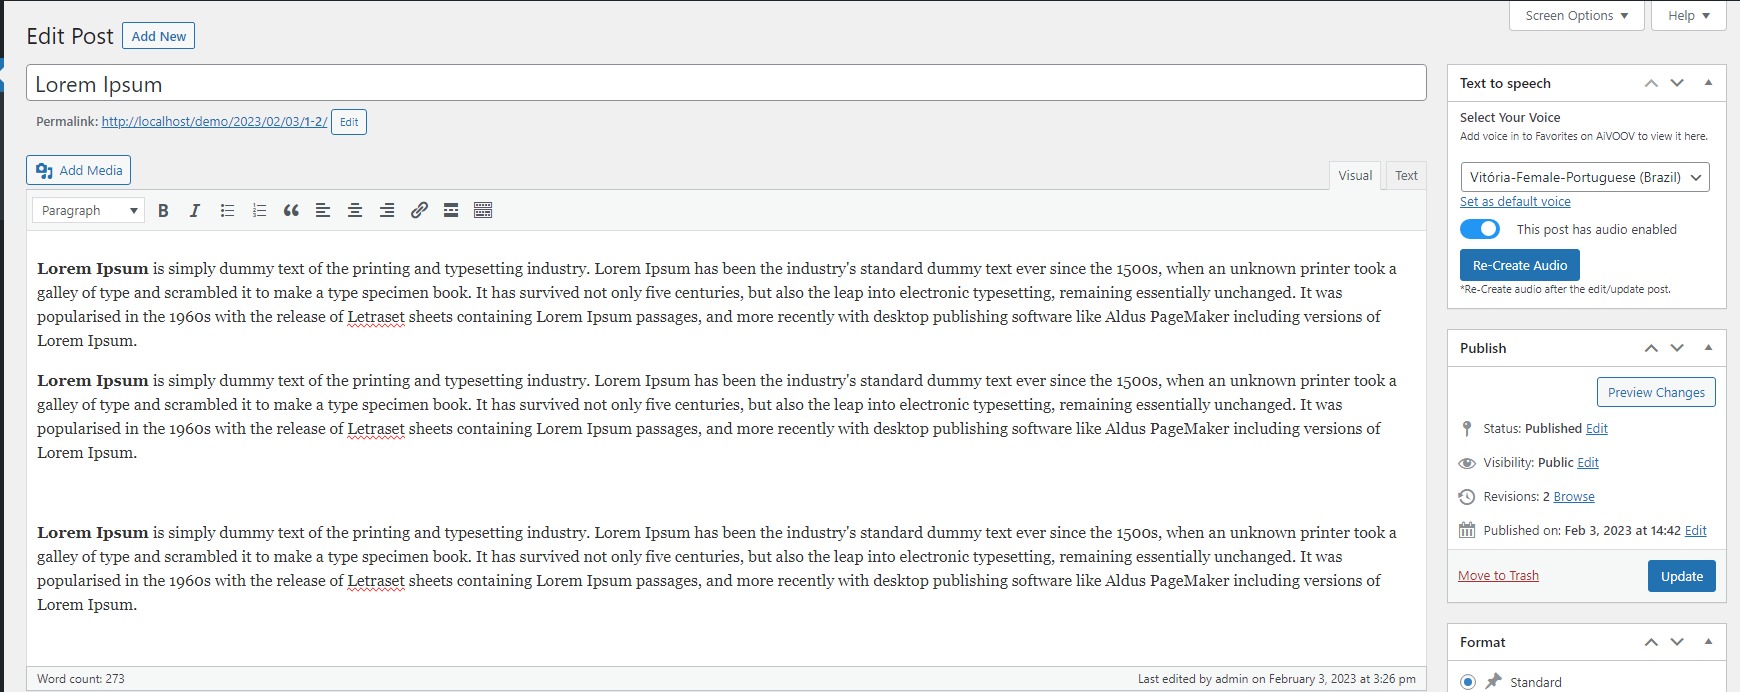 Screen Options ▼ Help ▼
Edit Post Add New
Lorem Ipsum
Permalink: http://localhost/demo/2023/02/03/1-2/ Edit
Add Media
Visual Text
Paragraph
Lorem Ipsum is simply dummy text of the printing and typesetting industry. Lorem Ipsum has been the industry's standard dummy text ever since the 1500s, when an unknown printer took a
galley of type and scrambled it to make a type specimen book. It has survived not only five centuries, but also the leap into electronic typesetting, remaining essentially unchanged. It was
popularised in the 1960s with the release of Letraset sheets containing Lorem Ipsum passages, and more recently with desktop publishing software like Aldus PageMaker including versions of
Lorem Ipsum.
Lorem Ipsum is simply dummy text of the printing and typesetting industry. Lorem Ipsum has been the industry's standard dummy text ever since the 1500s, when an unknown printer took a
galley of type and scrambled it to make a type specimen book. It has survived not only five centuries, but also the leap into electronic typesetting, remaining essentially unchanged. It was
popularised in the 1960s with the release of Letraset sheets containing Lorem Ipsum passages, and more recently with desktop publishing software like Aldus PageMaker including versions of
Lorem Ipsum.
Lorem Ipsum is simply dummy text of the printing and typesetting industry. Lorem Ipsum has been the industry's standard dummy text ever since the 1500s, when an unknown printer took a
galley of type and scrambled it to make a type specimen book. It has survived not only five centuries, but also the leap into electronic typesetting, remaining essentially unchanged. It was
popularised in the 1960s with the release of Letraset sheets containing Lorem Ipsum passages, and more recently with desktop publishing software like Aldus PageMaker including versions of
Lorem Ipsum.
Word count: 273
Last edited by admin on February 3, 2023 at 3:26 pm
Text to speech
Select Your Voice
Add voice in to Favorites on AiVOOV to view it here.
Vitória-Female-Portuguese (Brazil)
Set as default voice
This post has audio enabled
Re-Create Audio
*Re-Create audio after the edit/update post.
Publish
Preview Changes
Status: Published Edit
Visibility: Public Edit
Revisions: 2 Browse
Published on: Feb 3, 2023 at 14:42 Edit
Move to Trash Update
Format
Standard